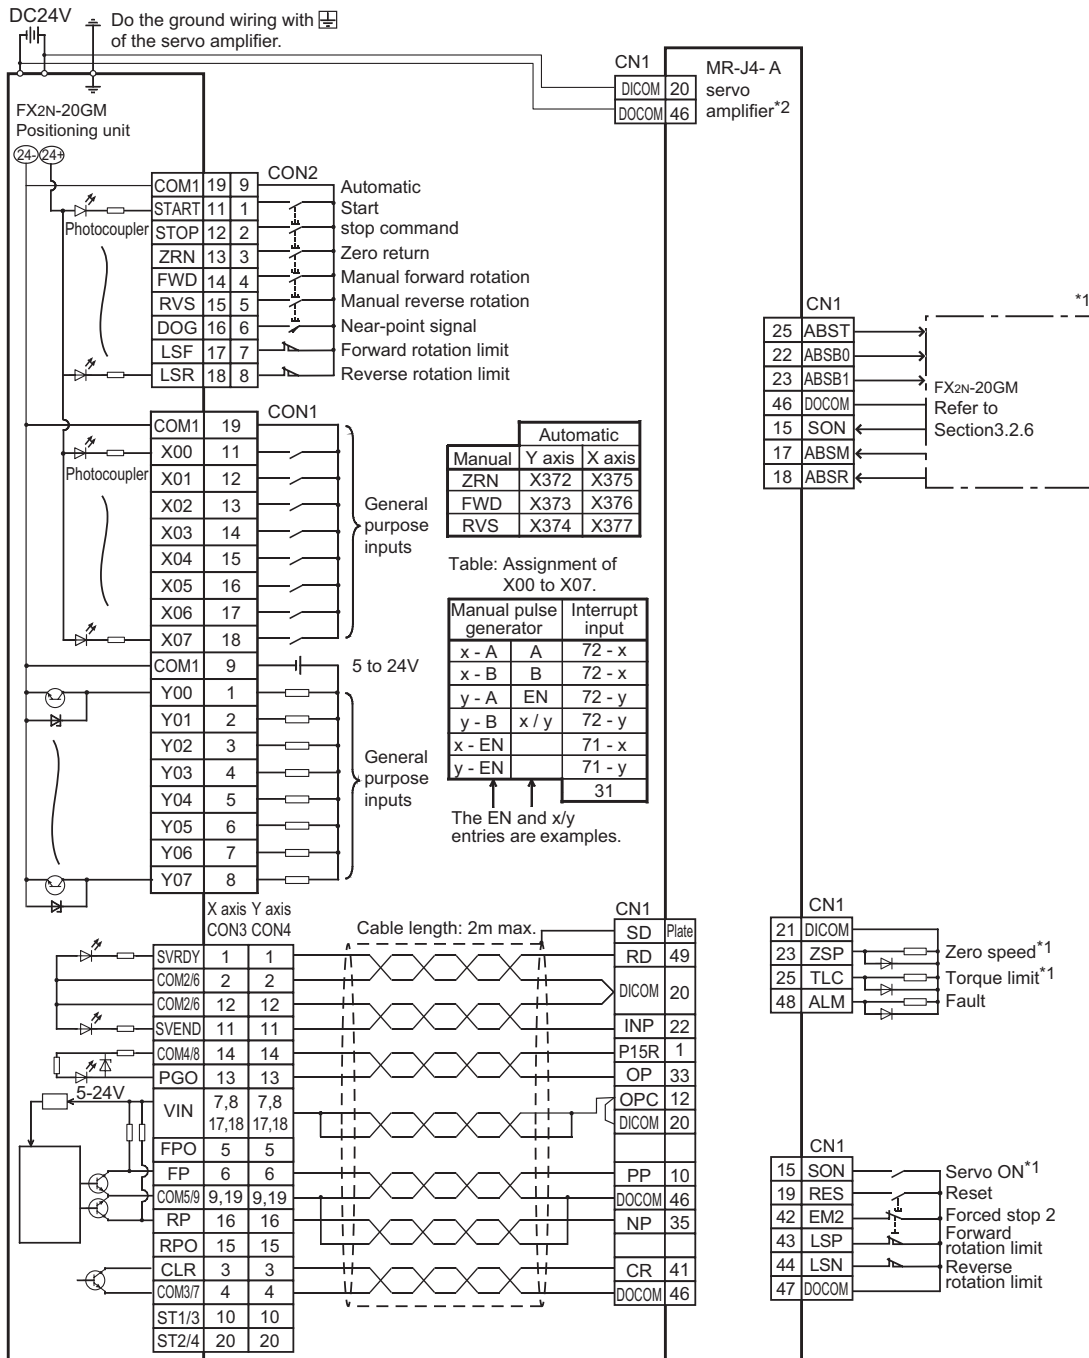 DC24V
Do the ground wiring with
of the servo amplifier.
CN1
DICOM 20
DOCOM 46
MR-J4- A
servo
amplifier*2
FX2N-20GM
Positioning unit
24- 24+
CON2
COM1 19 9 Automatic
START 11 1 Start
STOP 12 2 stop command
ZRN 13 3 Zero return
FWD 14 4 Manual forward rotation
RVS 15 5 Manual reverse rotation
DOG 16 6 Near-point signal
LSF 17 7 Forward rotation limit
LSR 18 8 Reverse rotation limit
Photocoupler
CN1
*1
25 ABST
22 ABSB0
23 ABSB1
46 DOCOM
15 SON
17 ABSM
18 ABSR
FX2N-20GM
Refer to
Section3.2.6
CON1
COM1 19
X00 11
X01 12
X02 13
X03 14
X04 15
X05 16
X06 17
X07 18
Photocoupler
General
purpose
inputs
COM1 9 5 to 24V
Y00 1
Y01 2
Y02 3
Y03 4
Y04 5
Y05 6
Y06 7
Y07 8
General
purpose
inputs
Automatic
Manual Y axis X axis
ZRN X372 X375
FWD X373 X376
RVS X374 X377
Table: Assignment of
X00 to X07.
Manual pulse
generator
Interrupt
input
x - A A 72 - x
x - B B 72 - x
y - A EN 72 - y
y - B x / y 72 - y
x - EN 71 - x
y - EN 71 - y
31
The EN and x/y
entries are examples.
X axis Y axis
CON3 CON4
Cable length: 2m max.
SVRDY 1 1
COM2/6 2 2
COM2/6 12 12
SVEND 11 11
COM4/8 14 14
PGO 13 13
5-24V
VIN 7,8 7,8
17,18 17,18
FPO 5 5
FP 6 6
COM5/9 9,19 9,19
RP 16 16
RPO 15 15
CLR 3 3
COM3/7 4 4
ST1/3 10 10
ST2/4 20 20
CN1
SD Plate
RD 49
DICOM 20
INP 22
P15R 1
OP 33
OPC 12
DICOM 20
PP 10
DOCOM 46
NP 35
CR 41
DOCOM 46
CN1
21 DICOM
23 ZSP Zero speed*1
25 TLC Torque limit*1
48 ALM Fault
CN1
15 SON Servo ON*1
19 RES Reset
42 EM2 Forced stop 2
43 LSP Forward
rotation limit
44 LSN Reverse
rotation limit
47 DOCOM